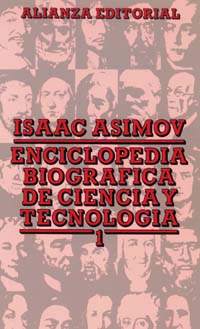 ALIANZA EDITORIAL
ISAAC ASIMOV
ENCICLOPEDIA
BIOGRAFICA
DE CIENCIA Y
TECNOLOGIA
1